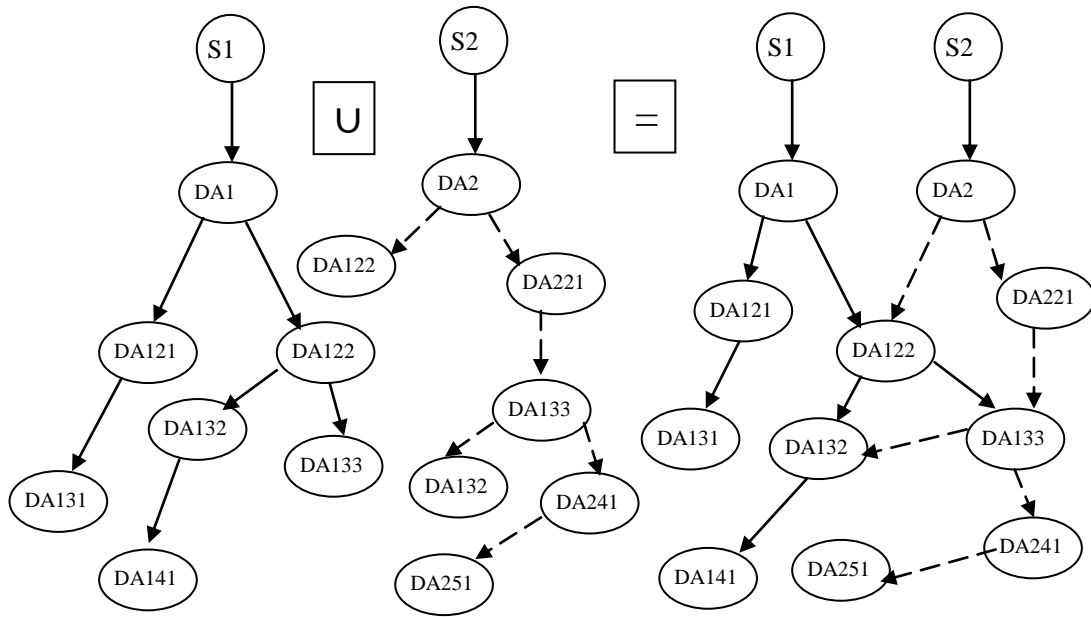 S1
S2
∪
=
S1
S2
DA1
DA2
DA1
DA2
DA122
DA221
DA221
DA121
DA121
DA122
DA122
DA132
DA133
DA133
DA131
DA132
DA133
DA131
DA132
DA241
DA241
DA141
DA251
DA141
DA251